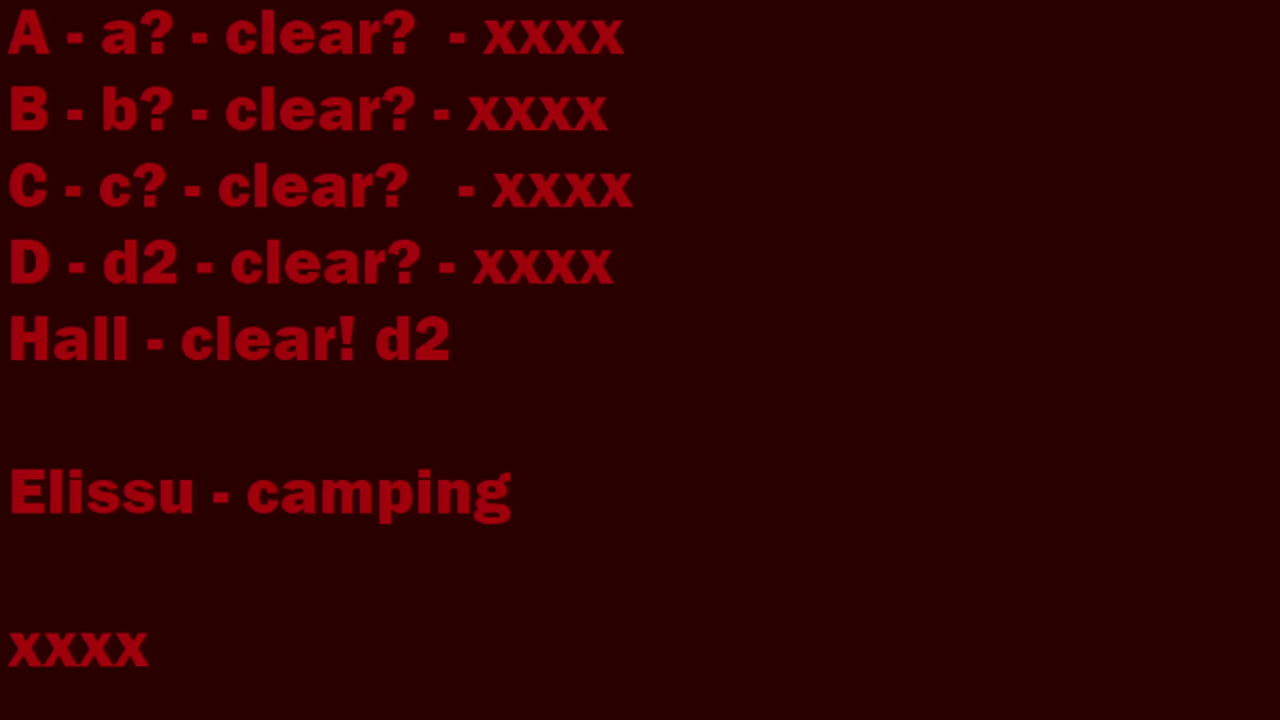 A - a? - clear?  - xxxx
B - b? - clear? - xxxx
C - c? - clear?   - xxxx
D - d2 - clear? - xxxx
Hall - clear! d2
Elissu - camping
xxxx